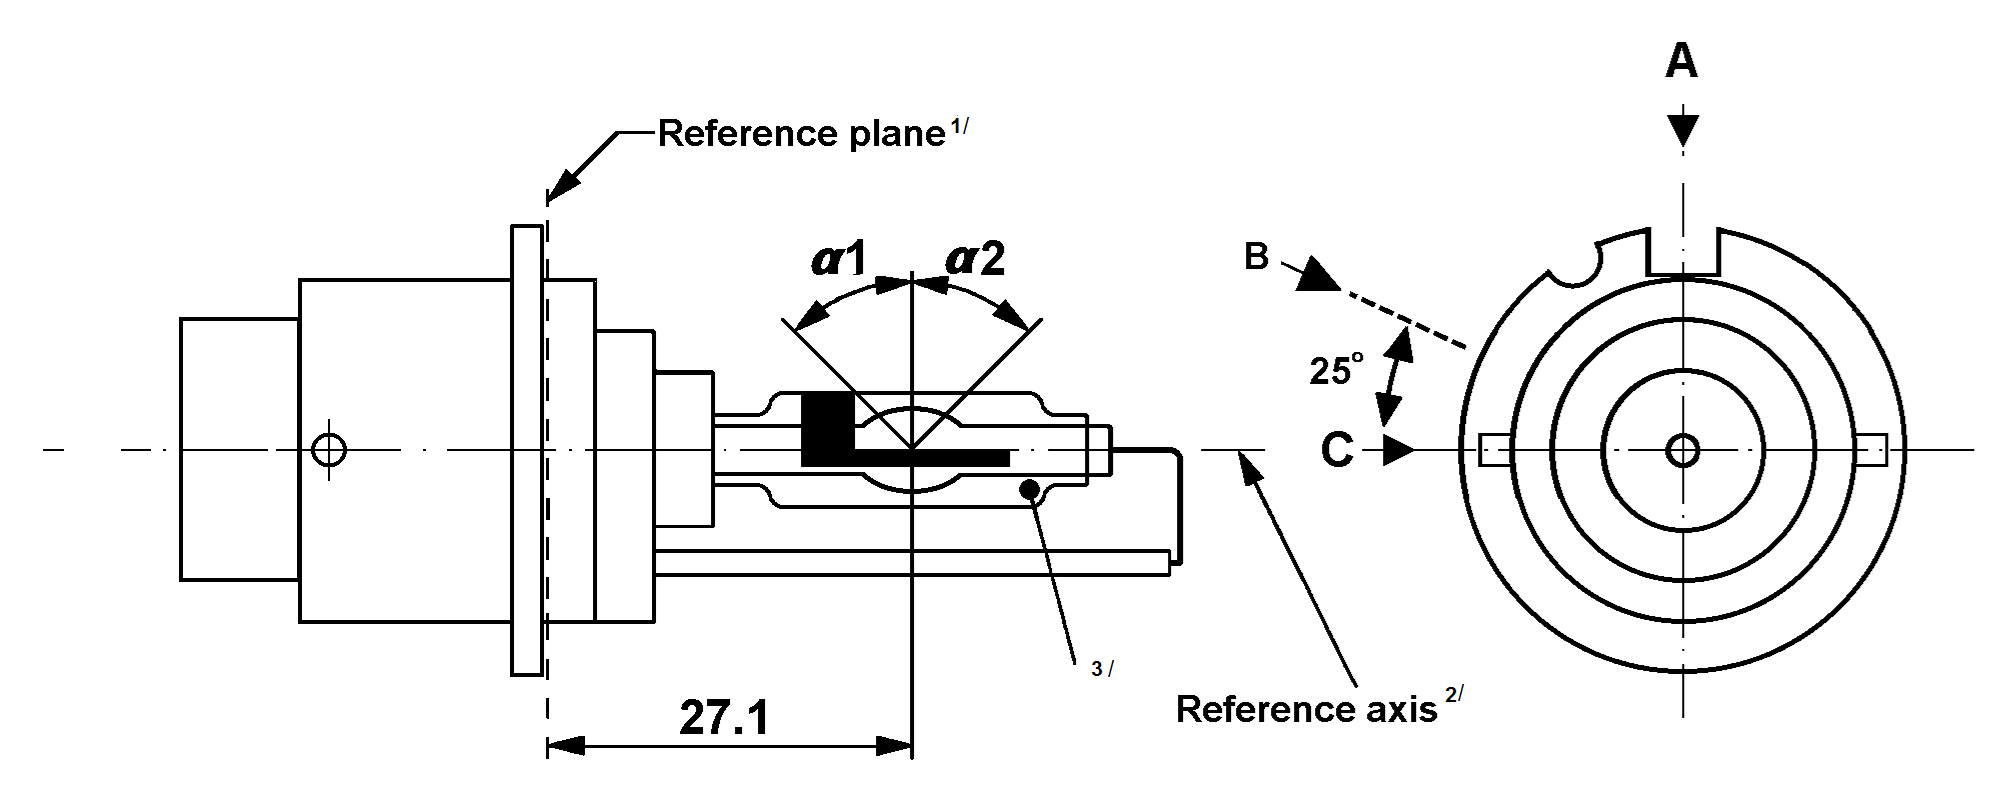 A
Reference plane 1/
α1
α2
B
25°
C
3/
Reference axis 2/
27.1